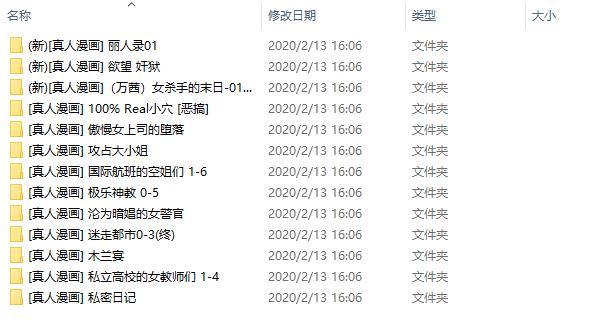 名称 修改日期 类型 大小
(新)[真人漫画] 丽人录01 2020/2/13 16:06 文件夹
(新)[真人漫画] 欲望 奸狱 2020/2/13 16:06 文件夹
(新)[真人漫画]（万茜）女杀手的末日-01... 2020/2/13 16:06 文件夹
[真人漫画] 100% Real小穴 [恶搞] 2020/2/13 16:06 文件夹
[真人漫画] 傲慢女上司的堕落 2020/2/13 16:06 文件夹
[真人漫画] 攻占大小姐 2020/2/13 16:06 文件夹
[真人漫画] 国际航班的空姐们 1-6 2020/2/13 16:06 文件夹
[真人漫画] 极乐神教 0-5 2020/2/13 16:06 文件夹
[真人漫画] 沦为暗娼的女警官 2020/2/13 16:06 文件夹
[真人漫画] 迷走都市0-3(终) 2020/2/13 16:06 文件夹
[真人漫画] 木兰宴 2020/2/13 16:06 文件夹
[真人漫画] 私立高校的女教师们 1-4 2020/2/13 16:06 文件夹
[真人漫画] 私密日记 2020/2/13 16:06 文件夹